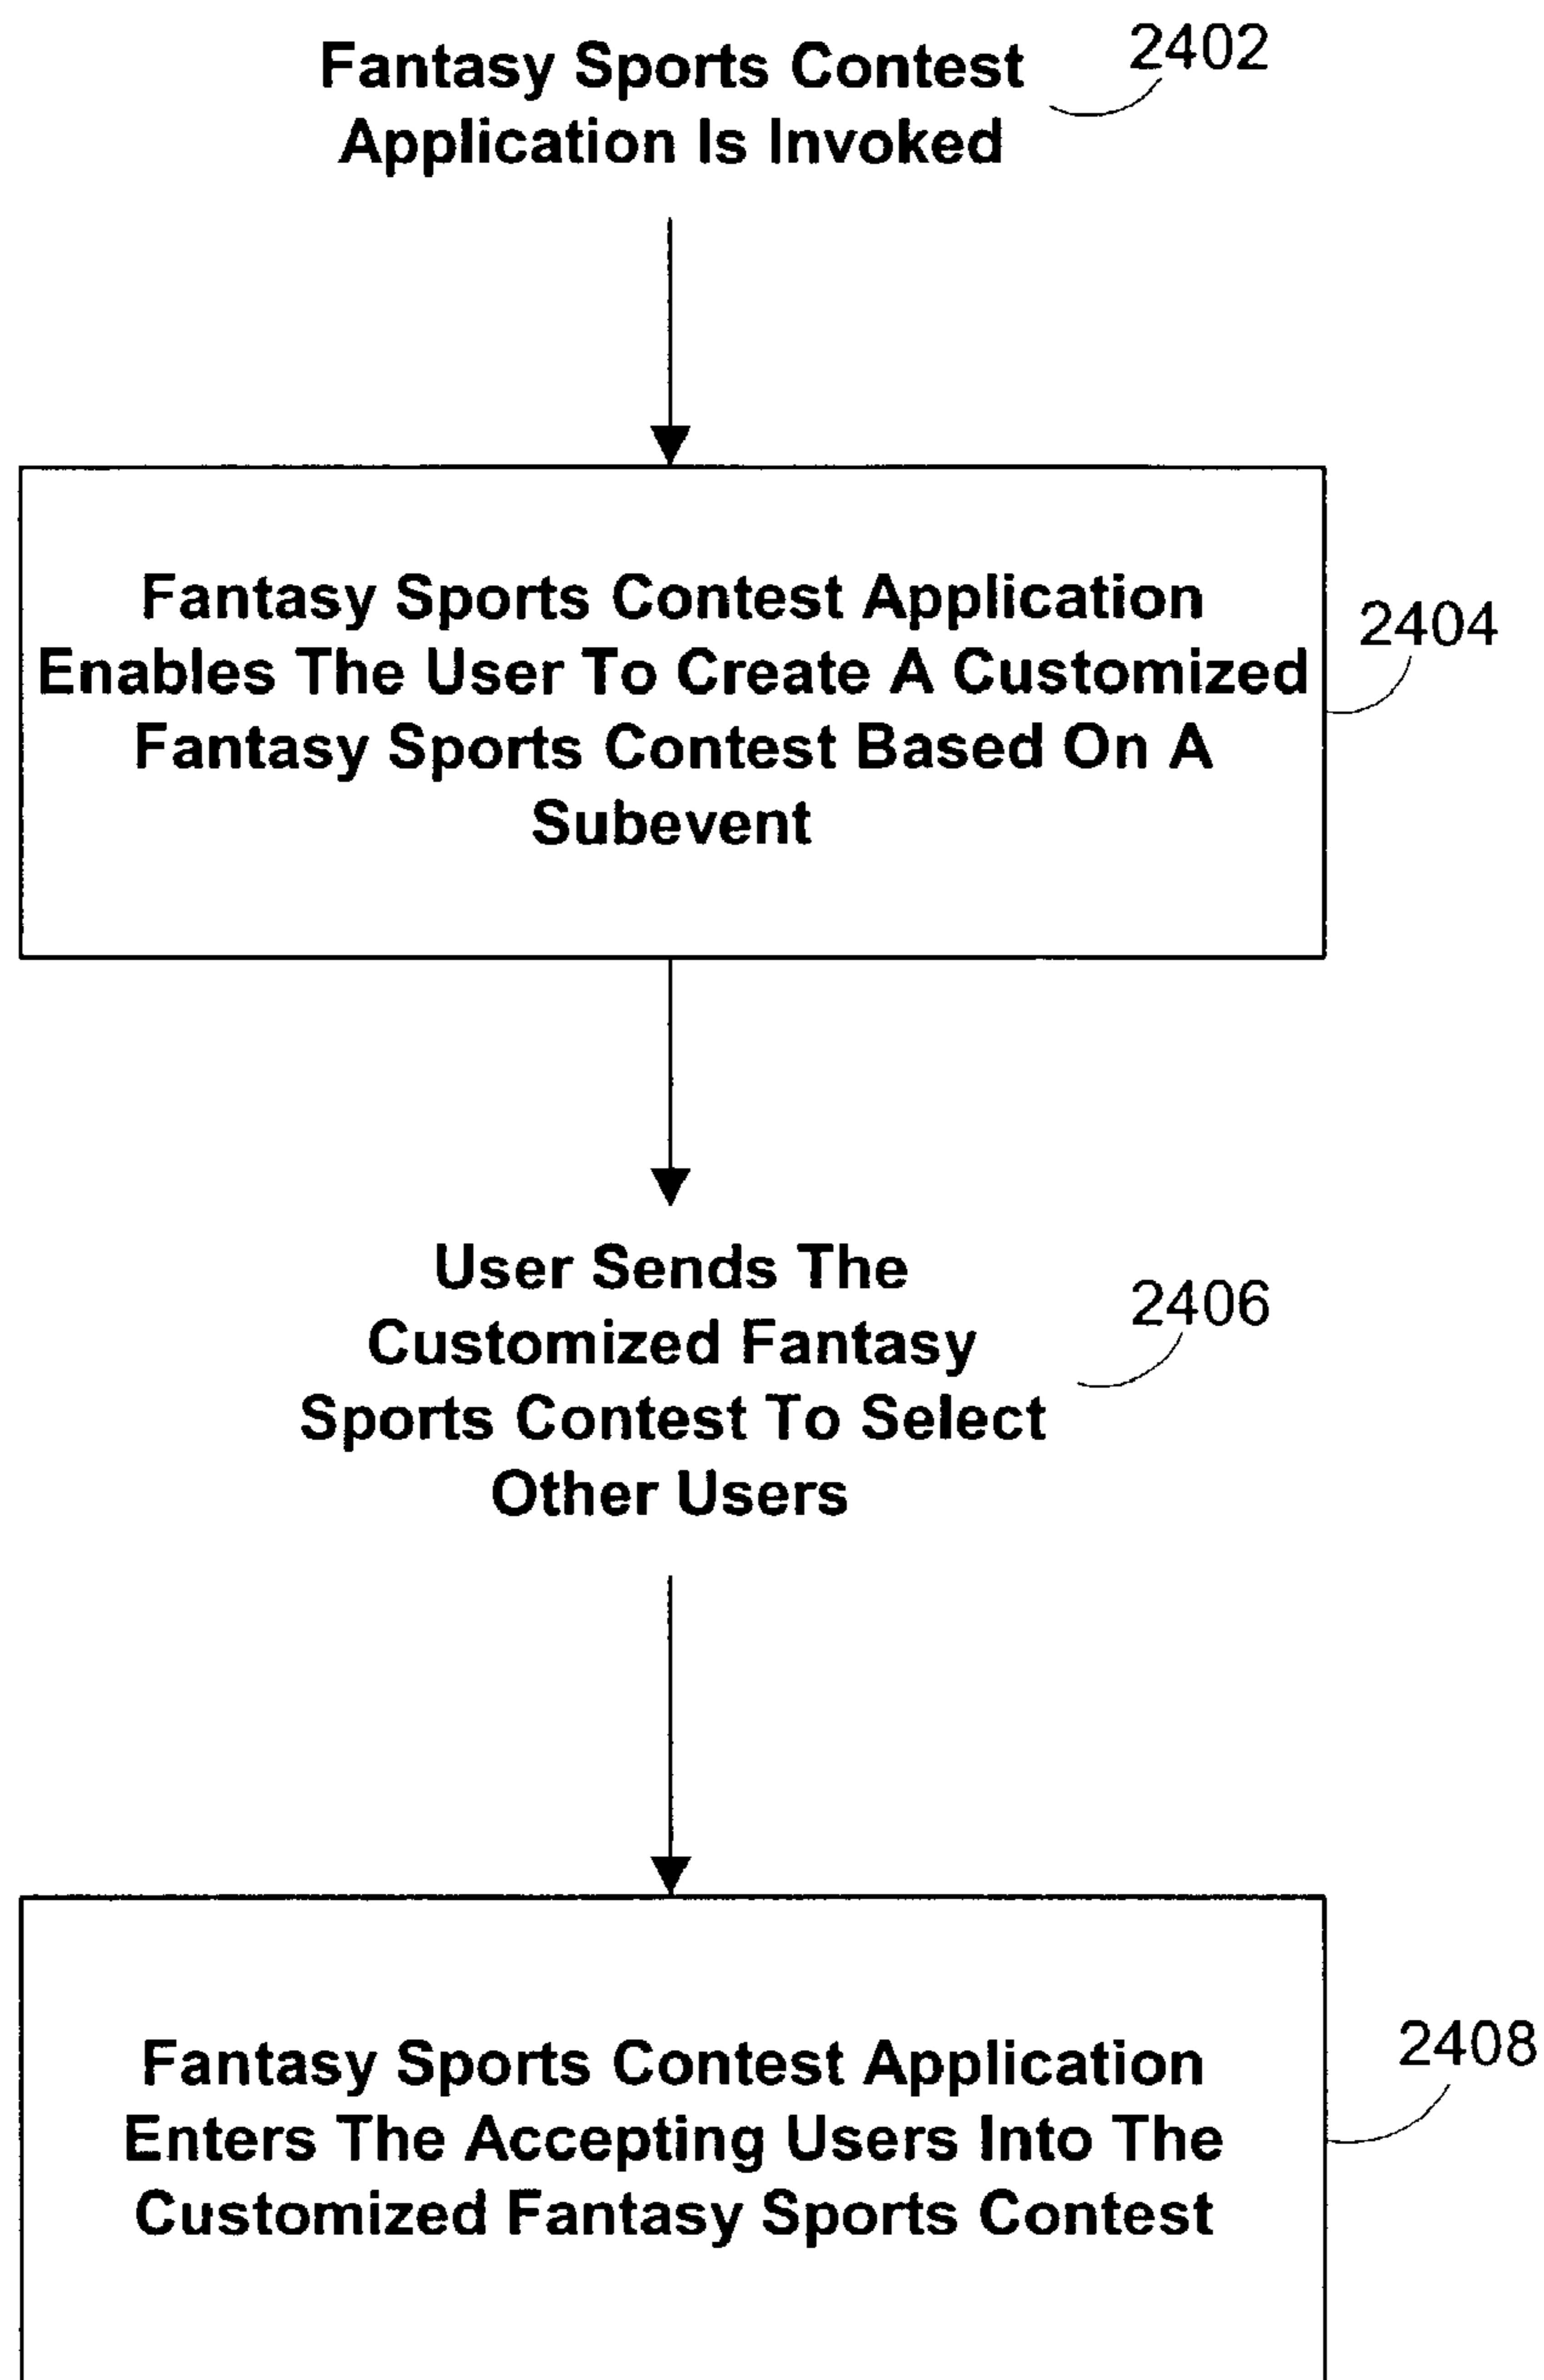 Fantasy Sports Contest
Application Is Invoked
2402
Fantasy Sports Contest Application
Enables The User To Create A Customized
Fantasy Sports Contest Based On A
Subevent
2404
User Sends The
Customized Fantasy
Sports Contest To Select
Other Users
2406
Fantasy Sports Contest Application
Enters The Accepting Users Into The
Customized Fantasy Sports Contest
2408